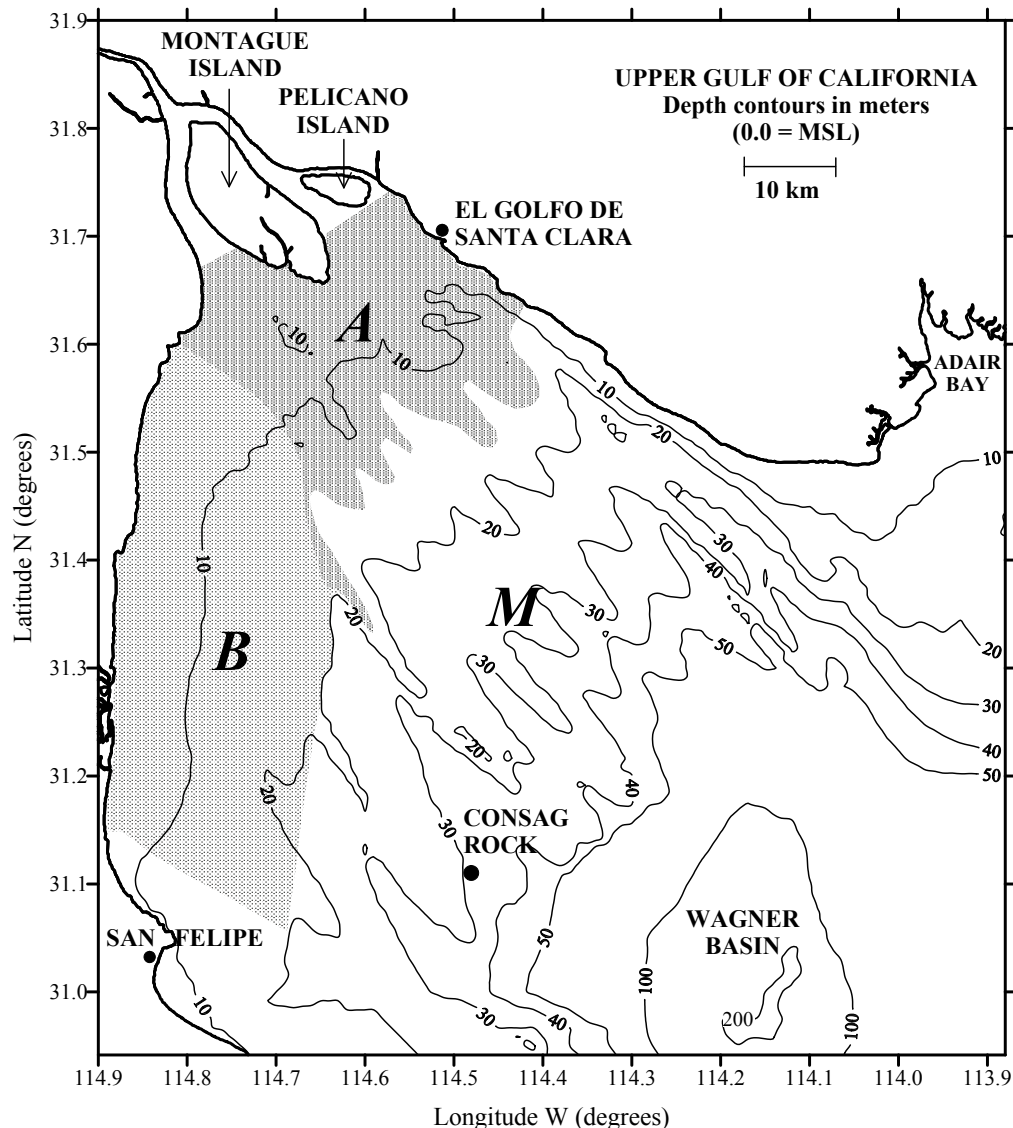 31.9
31.8
31.7
31.6
31.5
31.4
31.3
31.2
31.1
31.0
Latitude N (degrees)
MONTAGUE
ISLAND
PELICANO
ISLAND
UPPER GULF OF CALIFORNIA
Depth contours in meters
(0.0 = MSL)
10 km
EL GOLFO DE
SANTA CLARA
A
10
10
ADAIR
BAY
10
20
10
10
20
30
40
M
30
20
B
50
20
30
30
40
50
20
20
40
30
CONSAG
ROCK
50
WAGNER
BASIN
SAN FELIPE
100
100
200
10
30
40
114.9
114.8
114.7
114.6
114.5
114.4
114.3
114.2
114.1
114.0
113.9
Longitude W (degrees)